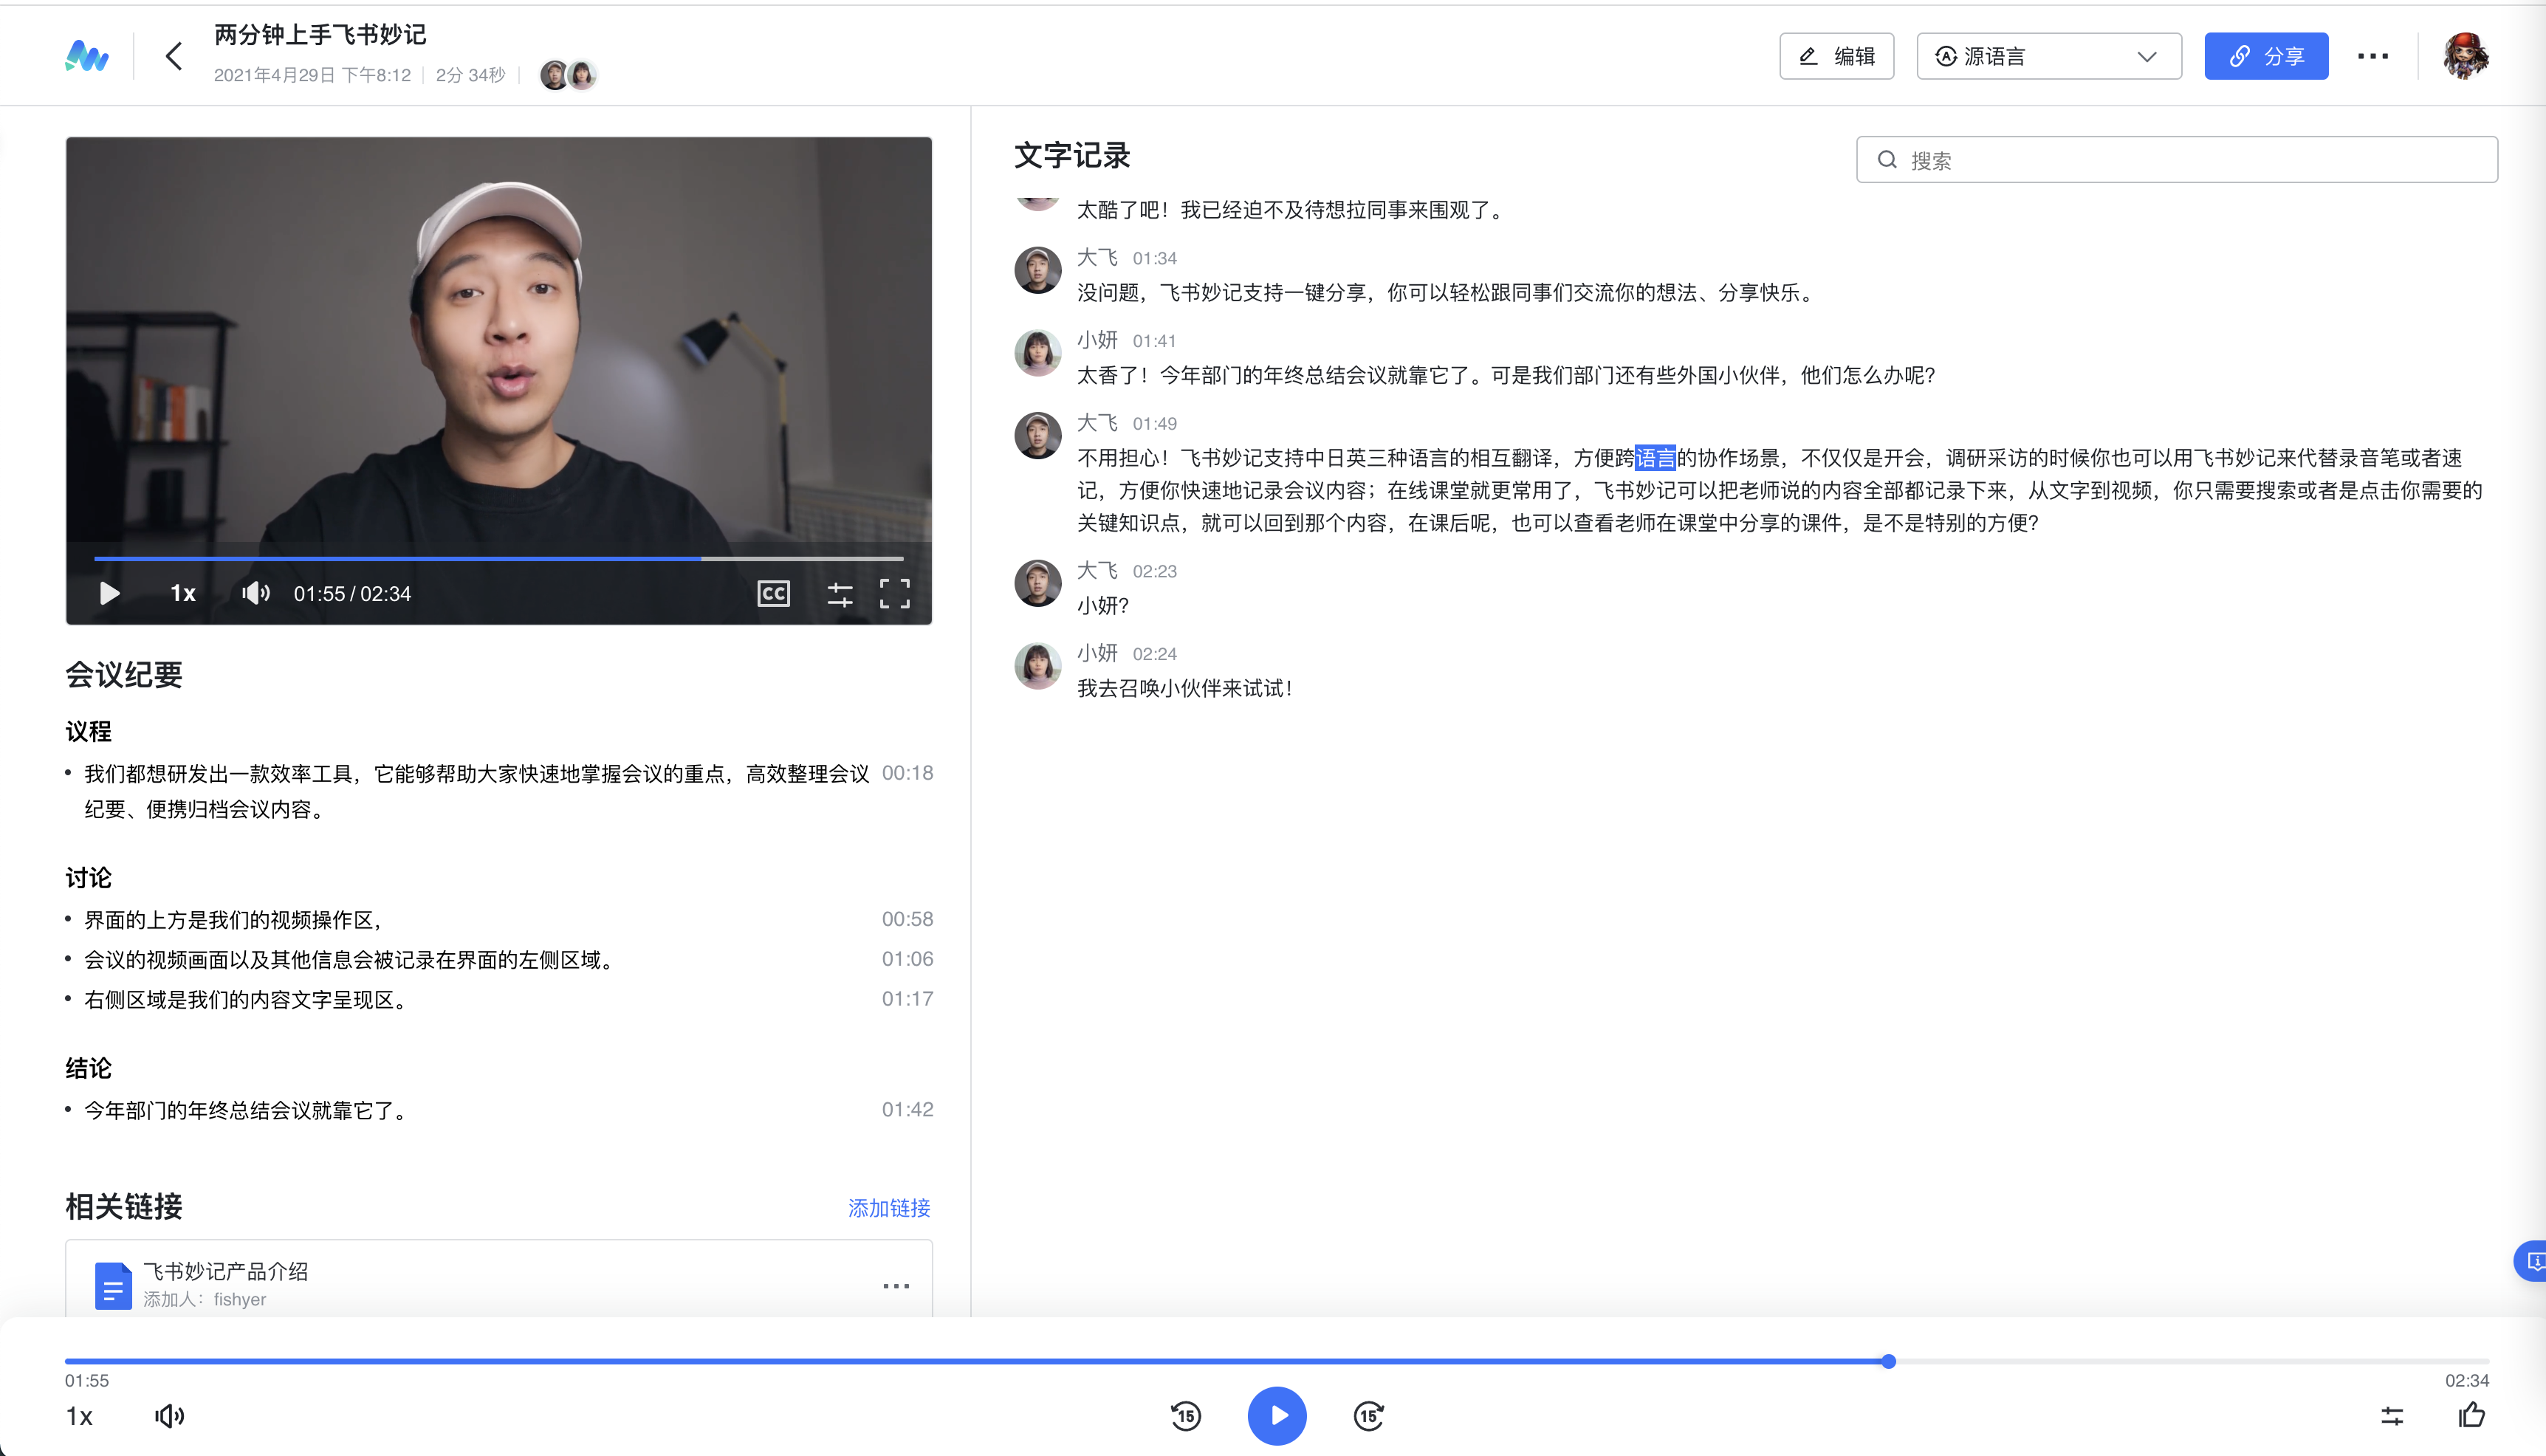 两分钟上手飞书妙记
2021年4月29日 下午8:12 2分 34秒
编辑
源语言
分享
1x 01:55 / 02:34 CC
会议纪要
议程
• 我们都想研发出一款效率工具，它能够帮助大家快速地掌握会议的重点，高效整理会议 00:18
纪要、便携归档会议内容。
讨论
• 界面的上方是我们的视频操作区， 00:58
• 会议的视频画面以及其他信息会被记录在界面的左侧区域。 01:06
• 右侧区域是我们的内容文字呈现区。 01:17
结论
• 今年部门的年终总结会议就靠它了。 01:42
相关链接 添加链接
飞书妙记产品介绍
添加人：fishyer
文字记录
搜索
太酷了吧！我已经迫不及待想拉同事来围观了。
大飞 01:34
没问题，飞书妙记支持一键分享，你可以轻松跟同事们交流你的想法、分享快乐。
小妍 01:41
太香了！今年部门的年终总结会议就靠它了。可是我们部门还有些外国小伙伴，他们怎么办呢？
大飞 01:49
不用担心！飞书妙记支持中日英三种语言的相互翻译，方便跨语言的协作场景，不仅仅是开会，调研采访的时候你也可以用飞书妙记来代替录音笔或者速
记，方便你快速地记录会议内容；在线课堂就更常用了，飞书妙记可以把老师说的内容全部都记录下来，从文字到视频，你只需要搜索或者是点击你需要的
关键知识点，就可以回到那个内容，在课后呢，也可以查看老师在课堂中分享的课件，是不是特别的方便？
大飞 02:23
小妍？
小妍 02:24
我去召唤小伙伴来试试！
01:55 02:34
1x 15 15